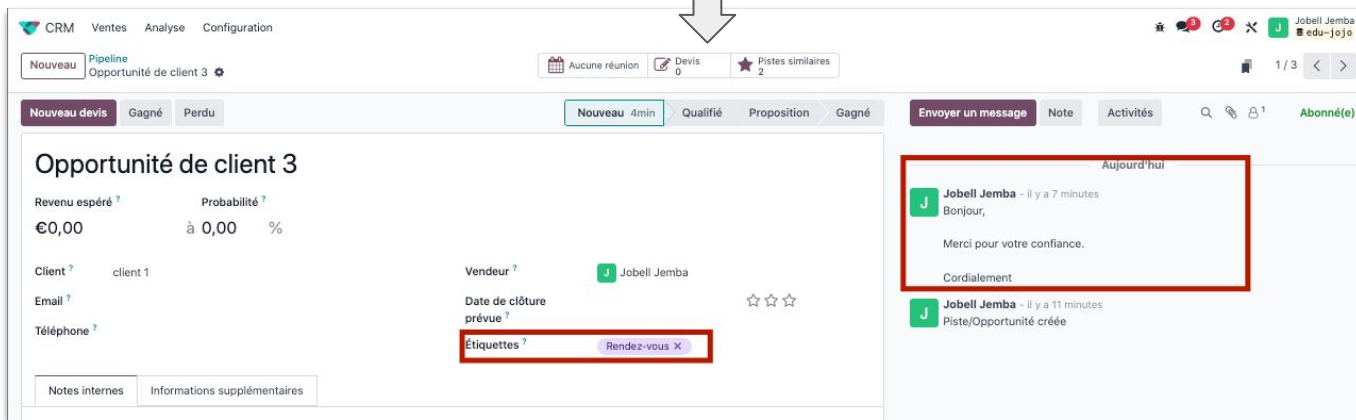 CRM Ventes Analyse Configuration
3 2 J Jobell Jemba
edu-jojo
Nouveau Pipeline
Opportunité de client 3
Aucune réunion Devis 0 Pistes similaires 2
1/3
Nouveau devis Gagné Perdu
Nouveau 4min Qualifié Proposition Gagné
Envoyer un message Note Activités 1 Abonné(e)
Opportunité de client 3
Revenu espéré ? Probabilité ?
€0,00 à 0,00 %
Client ? client 1
Email ?
Téléphone ?
Vendeur ? J Jobell Jemba
Date de clôture
prévue ?
Étiquettes ? Rendez-vous ×
Notes internes Informations supplémentaires
Aujourd'hui
J Jobell Jemba - il y a 7 minutes
Bonjour,
Merci pour votre confiance.
Cordialement
J Jobell Jemba - il y a 11 minutes
Piste/Opportunité créée